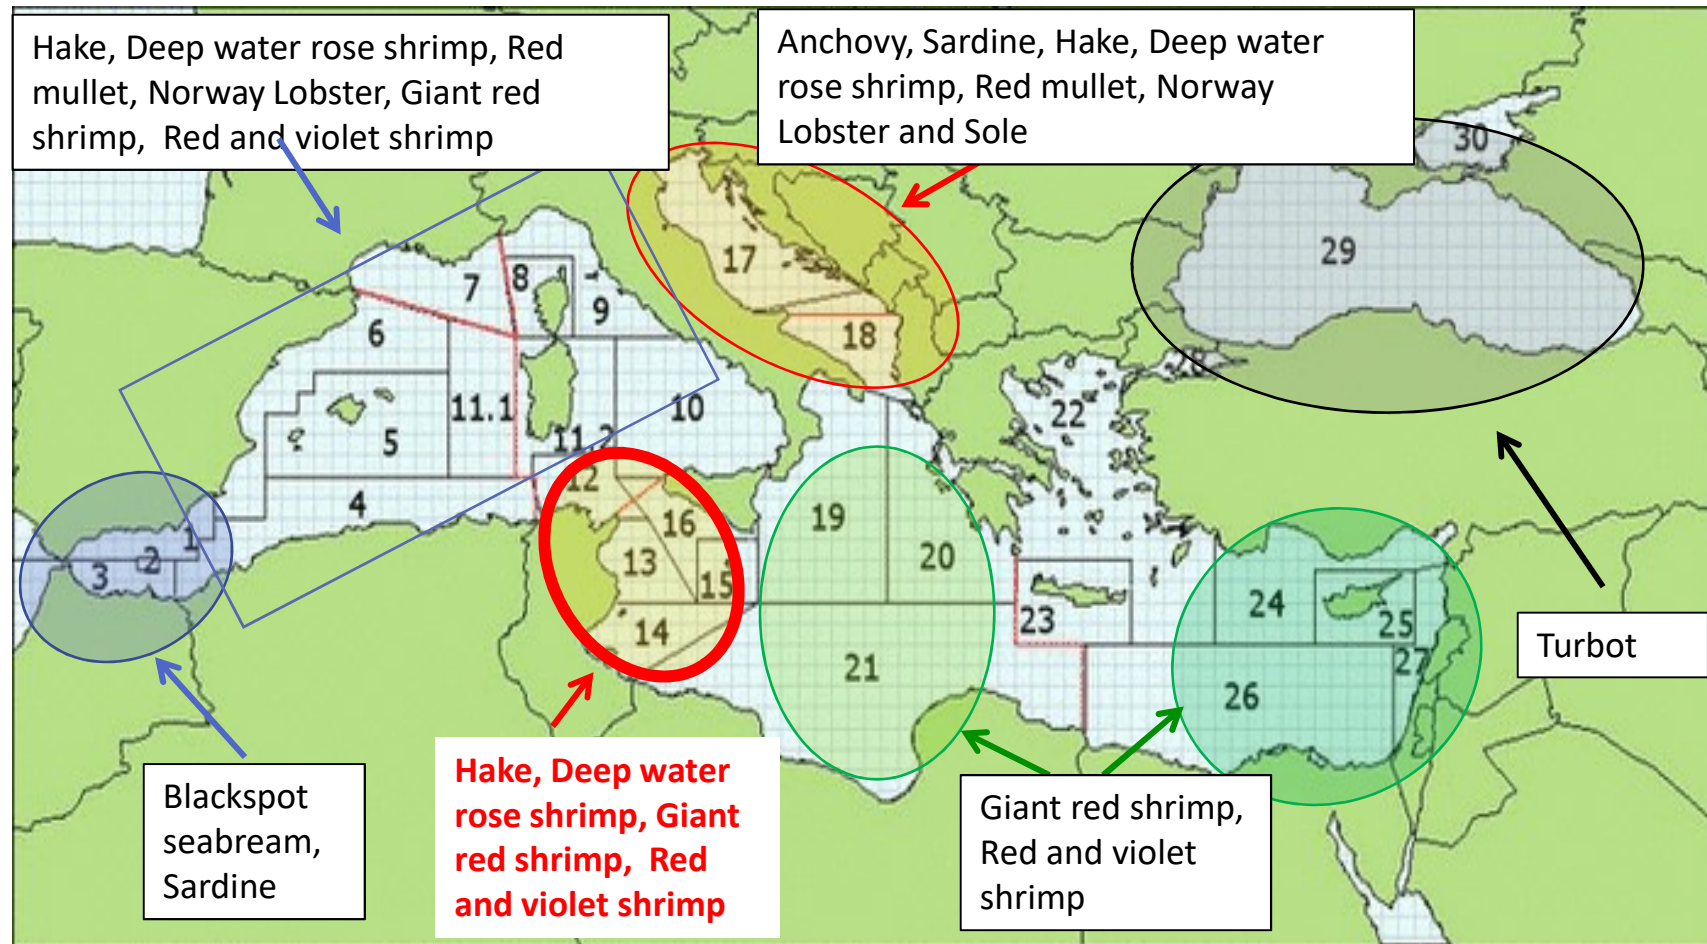 Hake, Deep water rose shrimp, Red
mullet, Norway Lobster, Giant red
shrimp, Red and violet shrimp
Anchovy, Sardine, Hake, Deep water
rose shrimp, Red mullet, Norway
Lobster and Sole
30
17
29
7
8
9
6
18
28
11.1
10
22
5
11.2
12
4
19
16
1
2
20
13
3
15
24
23
25
14
21
27
26
Turbot
Hake, Deep water
rose shrimp, Giant
red shrimp, Red
and violet shrimp
Blackspot
seabream,
Sardine
Giant red shrimp,
Red and violet
shrimp